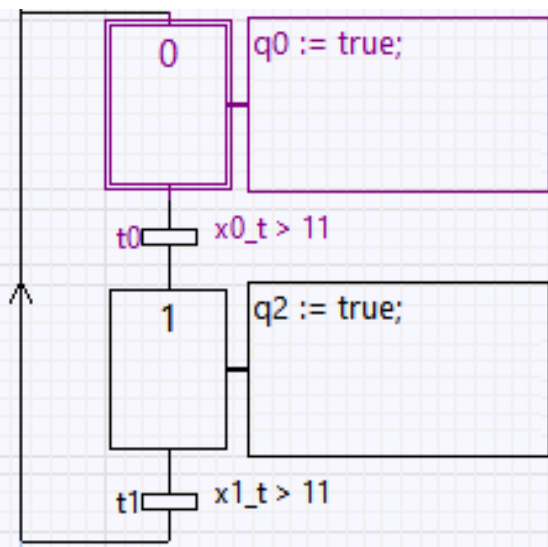 0
q0 := true;
t0
x0_t > 11
1
q2 := true;
t1
x1_t > 11